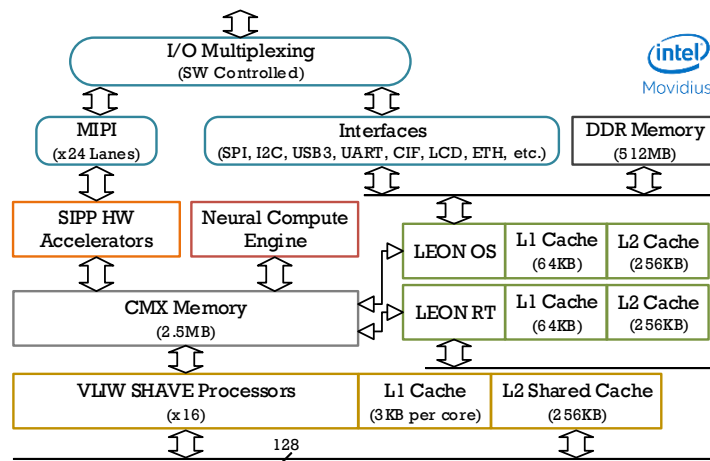 I/O Multiplexing
(SW Controlled)
intel
Movidius
MIPI
(x24 Lanes)
Interfaces
(SPI, I2C, USB3, UART, CIF, LCD, ETH, etc.)
DDR Memory
(512MB)
SIPP HW
Accelerators
Neural Compute
Engine
LEON OS
L1 Cache
(64KB)
L2 Cache
(256KB)
CMX Memory
(2.5MB)
LEON RT
L1 Cache
(64KB)
L2 Cache
(256KB)
VLIW SHAVE Processors
(x16)
L1 Cache
(3KB per core)
L2 Shared Cache
(256KB)
128